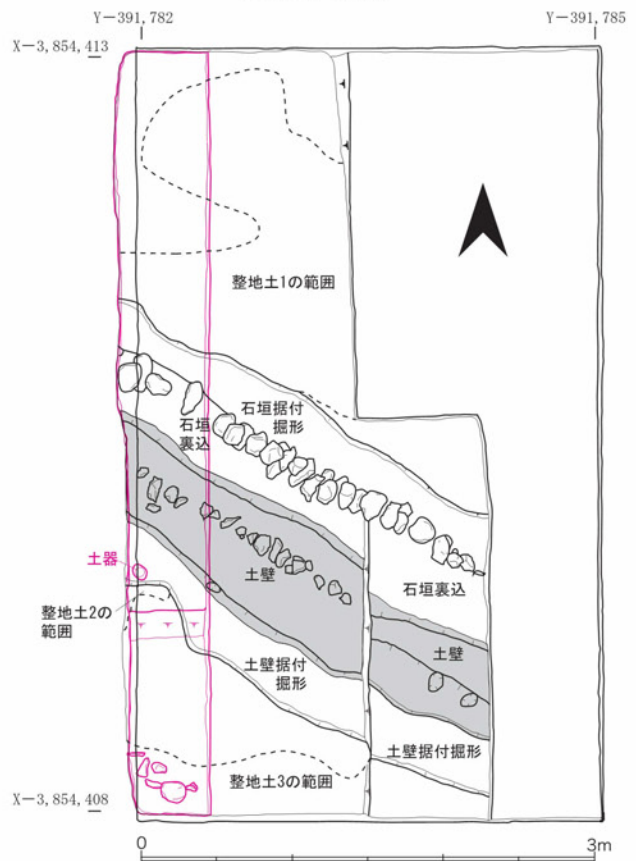 Y－391,782
Y－391,785
X－3,854,413
整地土1の範囲
石垣据付
掘形
石垣
裏込
土器
土壁
石垣裏込
整地土2の
範囲
土壁
土壁据付
掘形
土壁据付掘形
整地土3の範囲
X－3,854,408
0
3m